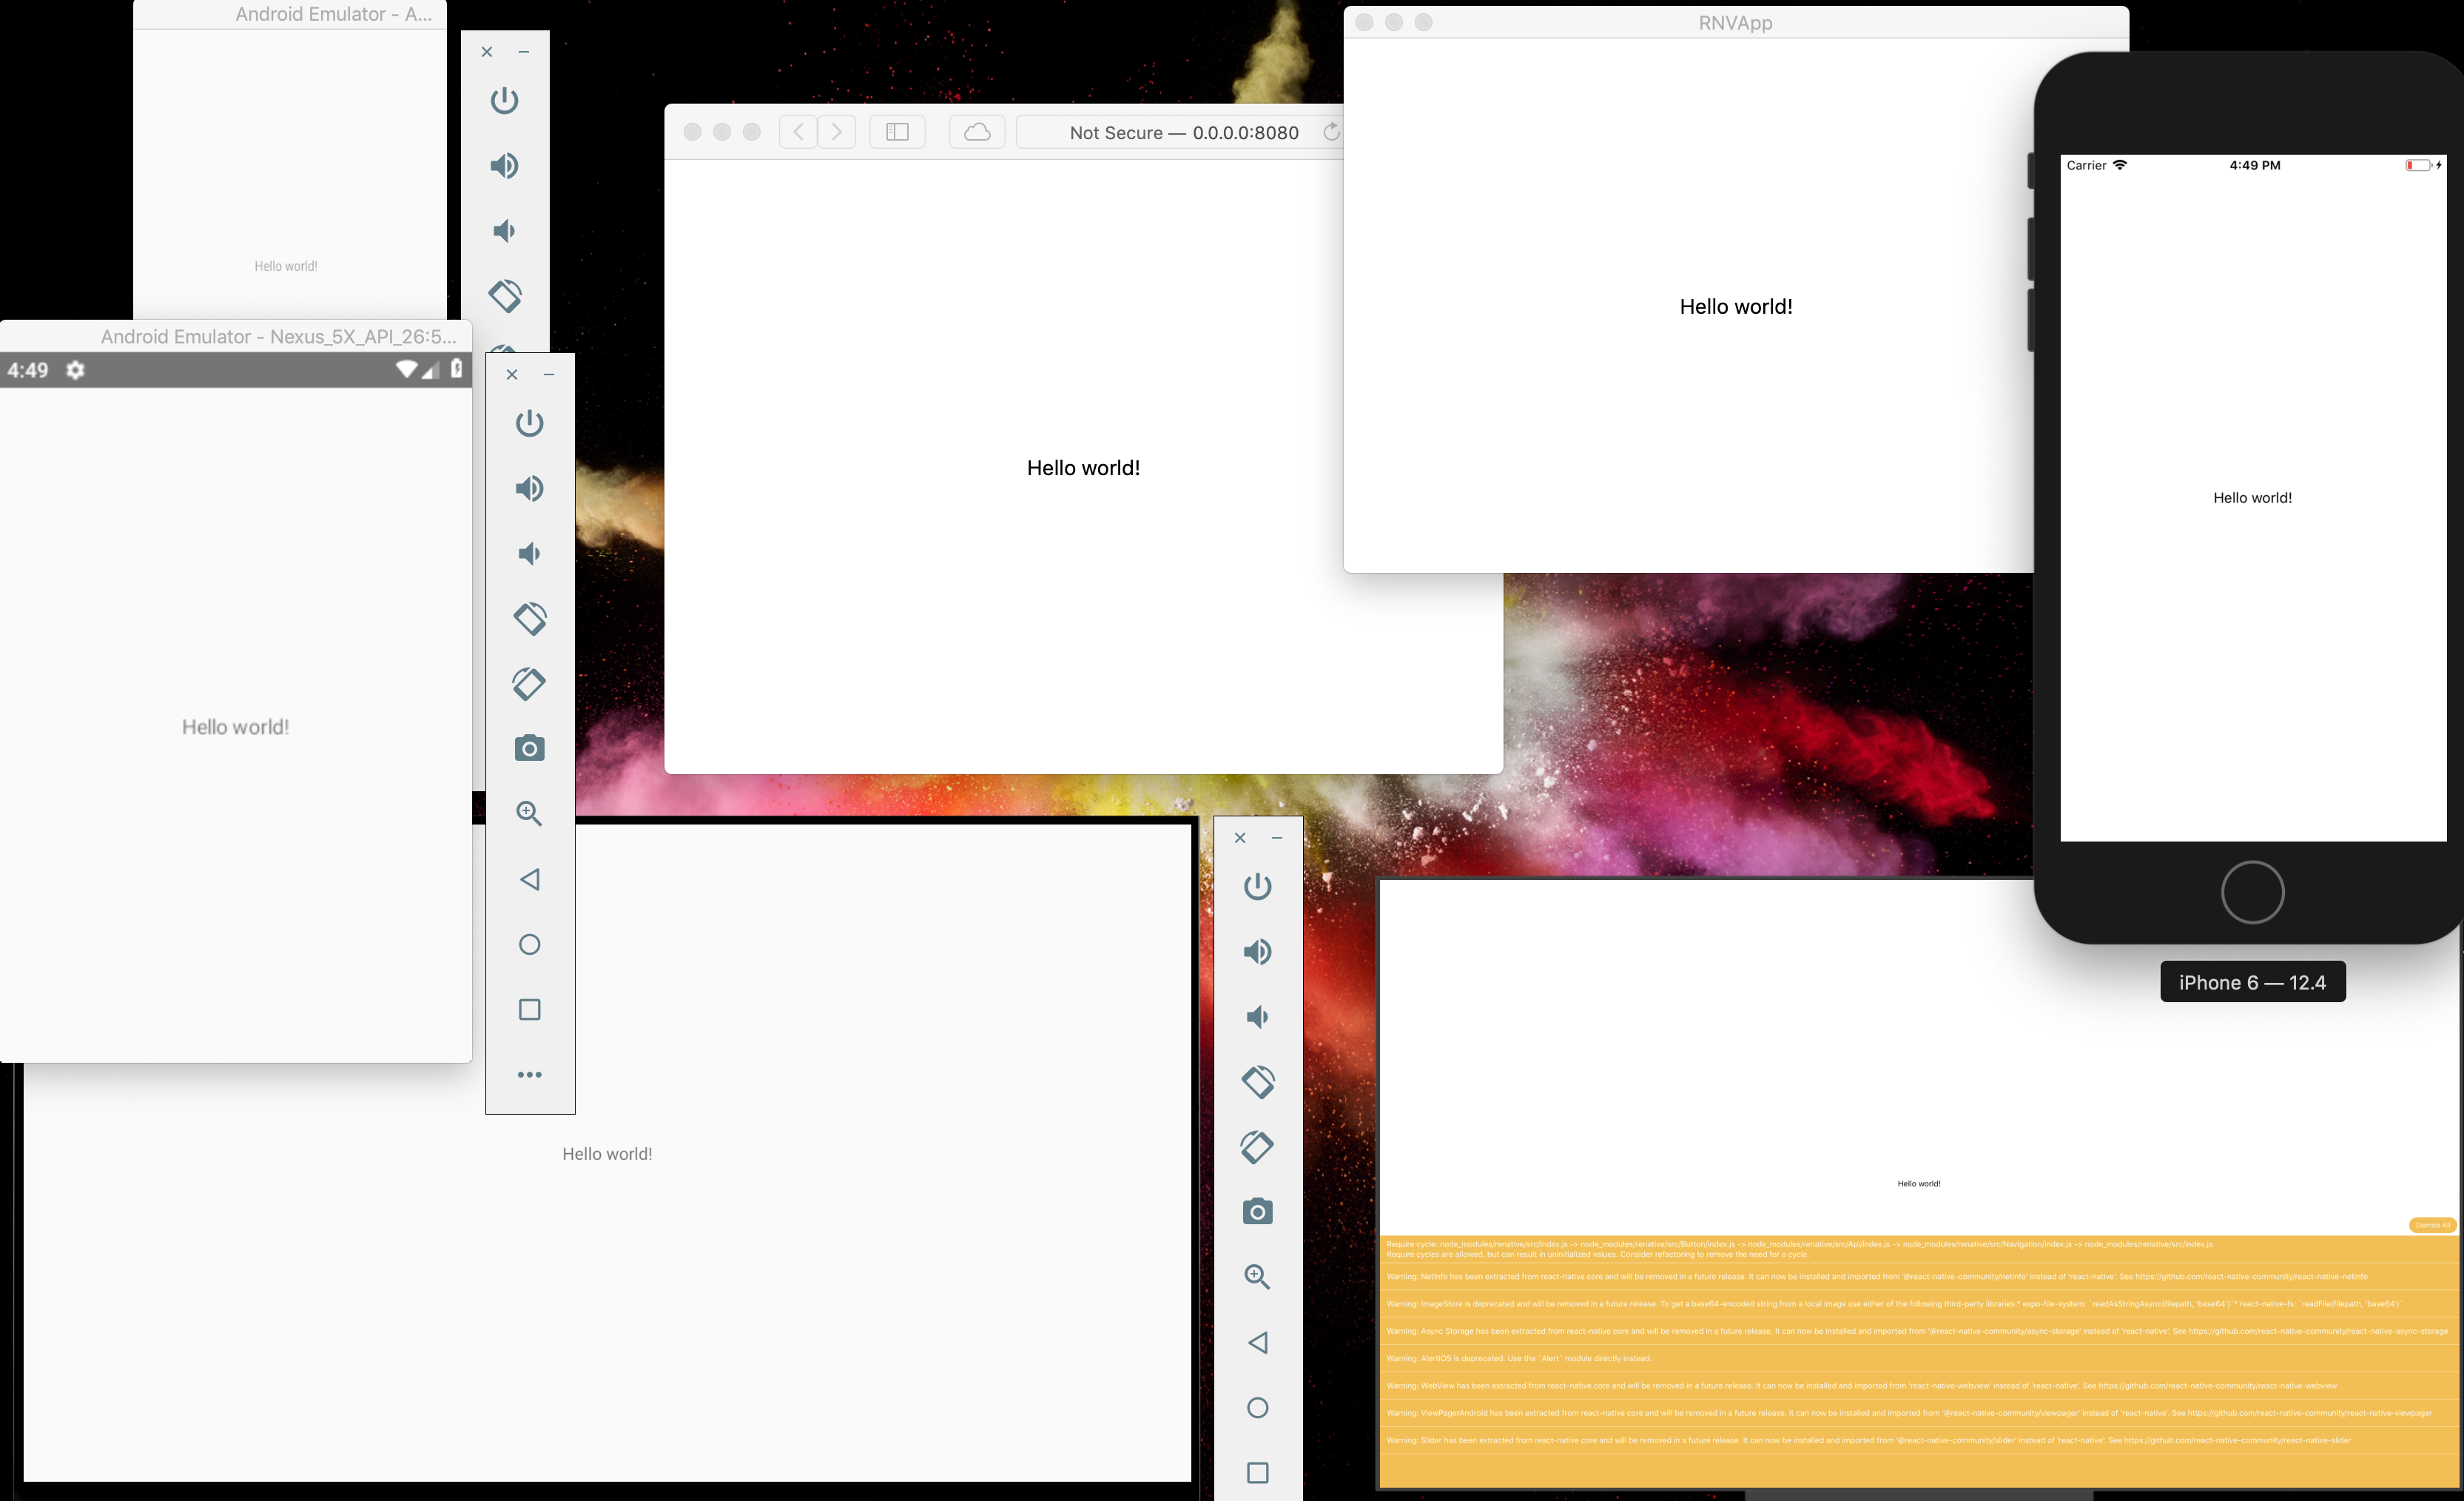 Android Emulator - A...
Hello world!
Android Emulator - Nexus_5X_API_26:5...
4:49
Hello world!
Not Secure — 0.0.0.0:8080
Hello world!
RNVApp
Hello world!
Carrier
4:49 PM
Hello world!
iPhone 6 — 12.4
Hello world!
Hello world!
Dismiss All
Require cycle: node_modules/renative/src/index.js -> node_modules/renative/src/Button/index.js -> node_modules/renative/src/Api/index.js -> node_modules/renative/src/Navigation/index.js -> node_modules/renative/src/index.js
Require cycles are allowed, but can result in uninitialized values. Consider refactoring to remove the need for a cycle.
Warning: NetInfo has been extracted from react-native core and will be removed in a future release. It can now be installed and imported from '@react-native-community/netinfo' instead of 'react-native'. See https://github.com/react-native-community/react-native-netinfo
Warning: ImageStore is deprecated and will be removed in a future release. To get a base64-encoded string from a local image use either of the following third-party libraries:* expo-file-system: `readAsStringAsync(filepath, 'base64')`* react-native-fs: `readFile(filepath, 'base64')`
Warning: Async Storage has been extracted from react-native core and will be removed in a future release. It can now be installed and imported from '@react-native-community/async-storage' instead of 'react-native'. See https://github.com/react-native-community/react-native-async-storage
Warning: AlertIOS is deprecated. Use the `Alert` module directly instead.
Warning: WebView has been extracted from react-native core and will be removed in a future release. It can now be installed and imported from 'react-native-webview' instead of 'react-native'. See https://github.com/react-native-community/react-native-webview
Warning: ViewPagerAndroid has been extracted from react-native core and will be removed in a future release. It can now be installed and imported from '@react-native-community/viewpager' instead of 'react-native'. See https://github.com/react-native-community/react-native-viewpager
Warning: Slider has been extracted from react-native core and will be removed in a future release. It can now be installed and imported from '@react-native-community/slider' instead of 'react-native'. See https://github.com/react-native-community/react-native-slider